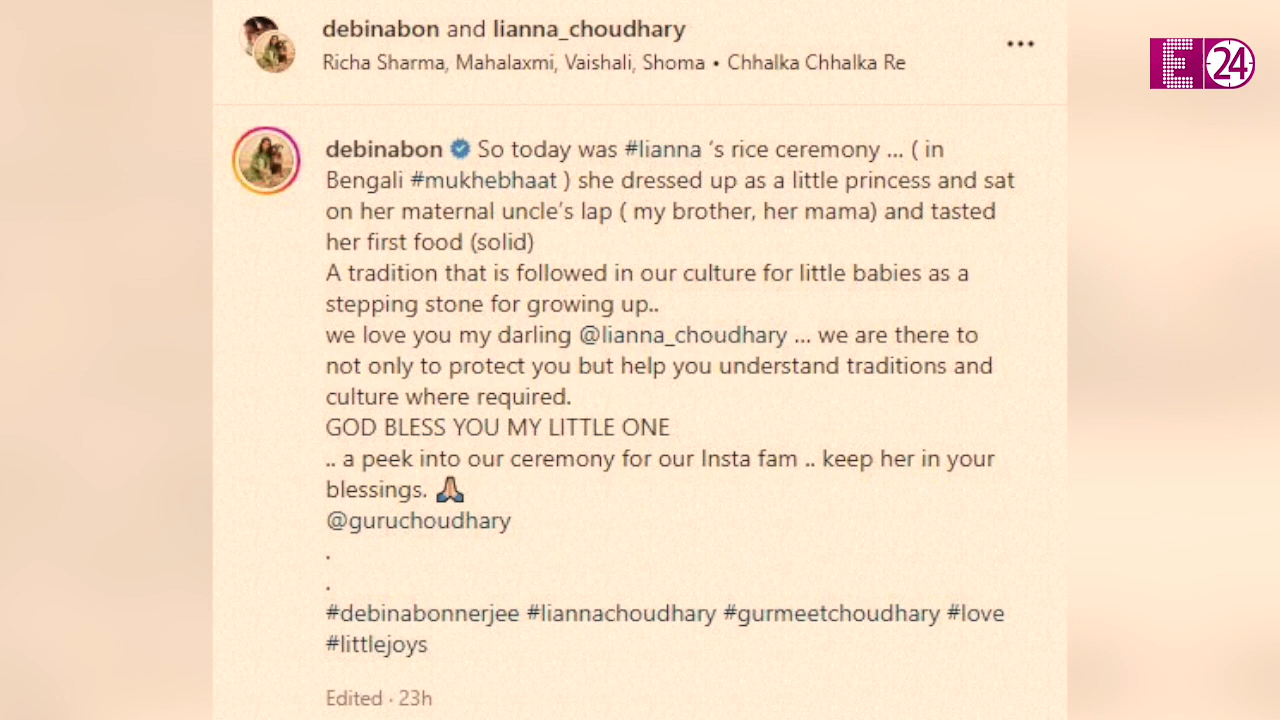 debinabon and lianna_choudhary
Richa Sharma, Mahalaxmi, Vaishali, Shoma • Chhalka Chhalka Re
E 24
debinabon So today was #lianna ‘s rice ceremony ... ( in
Bengali #mukhebhaat ) she dressed up as a little princess and sat
on her maternal uncle’s lap ( my brother, her mama) and tasted
her first food (solid)
A tradition that is followed in our culture for little babies as a
stepping stone for growing up..
we love you my darling @lianna_choudhary ... we are there to
not only to protect you but help you understand traditions and
culture where required.
GOD BLESS YOU MY LITTLE ONE
.. a peek into our ceremony for our Insta fam .. keep her in your
blessings. 🙏
@guruchoudhary
.
.
#debinabonnerjee #liannachoudhary #gurmeetchoudhary #love
#littlejoys
Edited · 23h